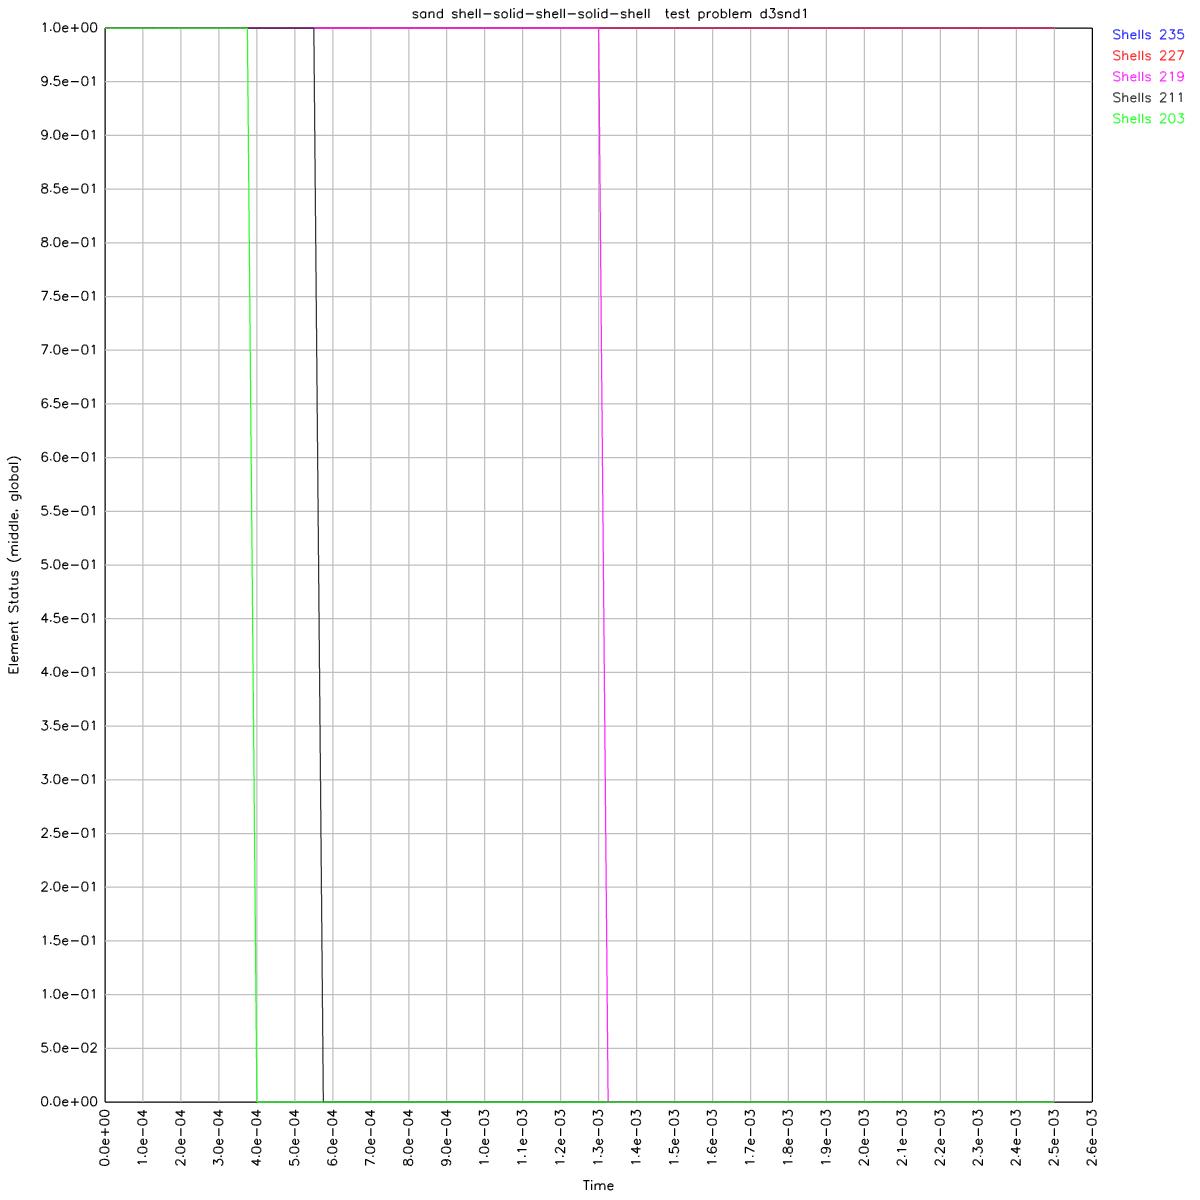 sand shell-solid-shell-solid-shell test problem d3snd1
Shells 235
Shells 227
Shells 219
Shells 211
Shells 203
1.0e+00
9.5e-01
9.0e-01
8.5e-01
8.0e-01
7.5e-01
7.0e-01
6.5e-01
6.0e-01
5.5e-01
5.0e-01
4.5e-01
4.0e-01
3.5e-01
3.0e-01
2.5e-01
2.0e-01
1.5e-01
1.0e-01
5.0e-02
0.0e+00
Element Status (middle, global)
0.0e+00
1.0e-04
2.0e-04
3.0e-04
4.0e-04
5.0e-04
6.0e-04
7.0e-04
8.0e-04
9.0e-04
1.0e-03
1.1e-03
1.2e-03
1.3e-03
1.4e-03
1.5e-03
1.6e-03
1.7e-03
1.8e-03
1.9e-03
2.0e-03
2.1e-03
2.2e-03
2.3e-03
2.4e-03
2.5e-03
2.6e-03
Time